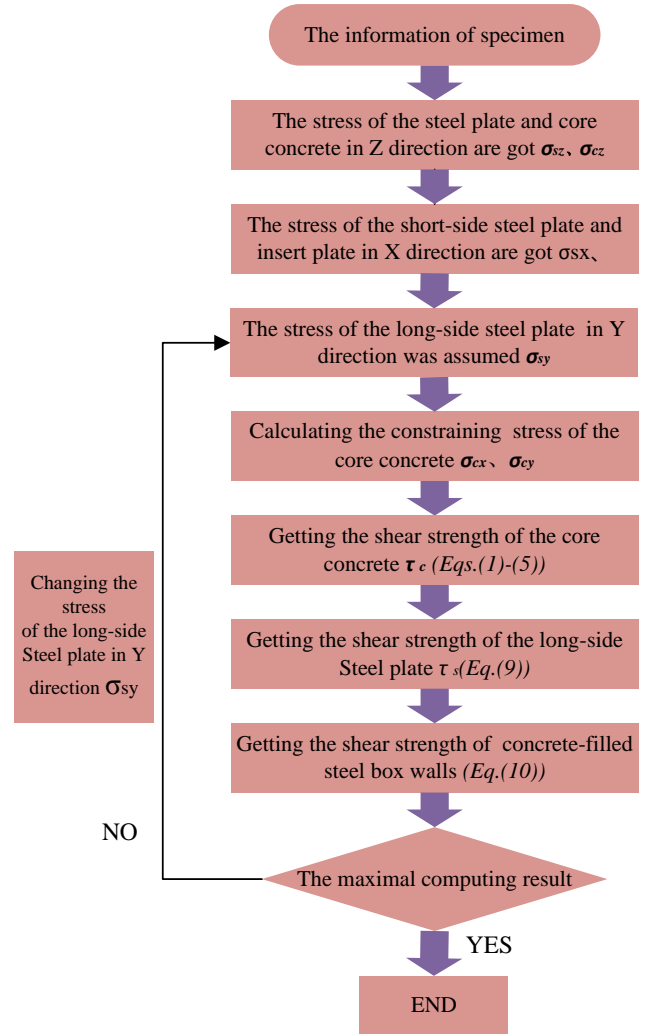 The information of specimen
The stress of the steel plate and core
concrete in Z direction are got σsz、σcz
The stress of the short-side steel plate and
insert plate in X direction are got σsx、
The stress of the long-side steel plate in Y
direction was assumed σsy
Calculating the constraining stress of the
core concrete σcx、σcy
Getting the shear strength of the core
concrete τ c (Eqs.(1)-(5))
Changing the
stress
of the long-side
Steel plate in Y
direction σsy
Getting the shear strength of the long-side
Steel plate τ s(Eq.(9))
Getting the shear strength of concrete-filled
steel box walls (Eq.(10))
NO
The maximal computing result
YES
END